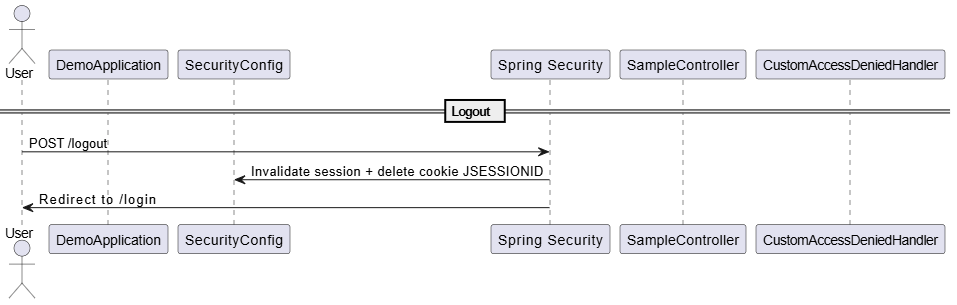 User
DemoApplication
SecurityConfig
Spring Security
SampleController
CustomAccessDeniedHandler
Logout
POST /logout
Invalidate session + delete cookie JSESSIONID
Redirect to /login
User
DemoApplication
SecurityConfig
Spring Security
SampleController
CustomAccessDeniedHandler